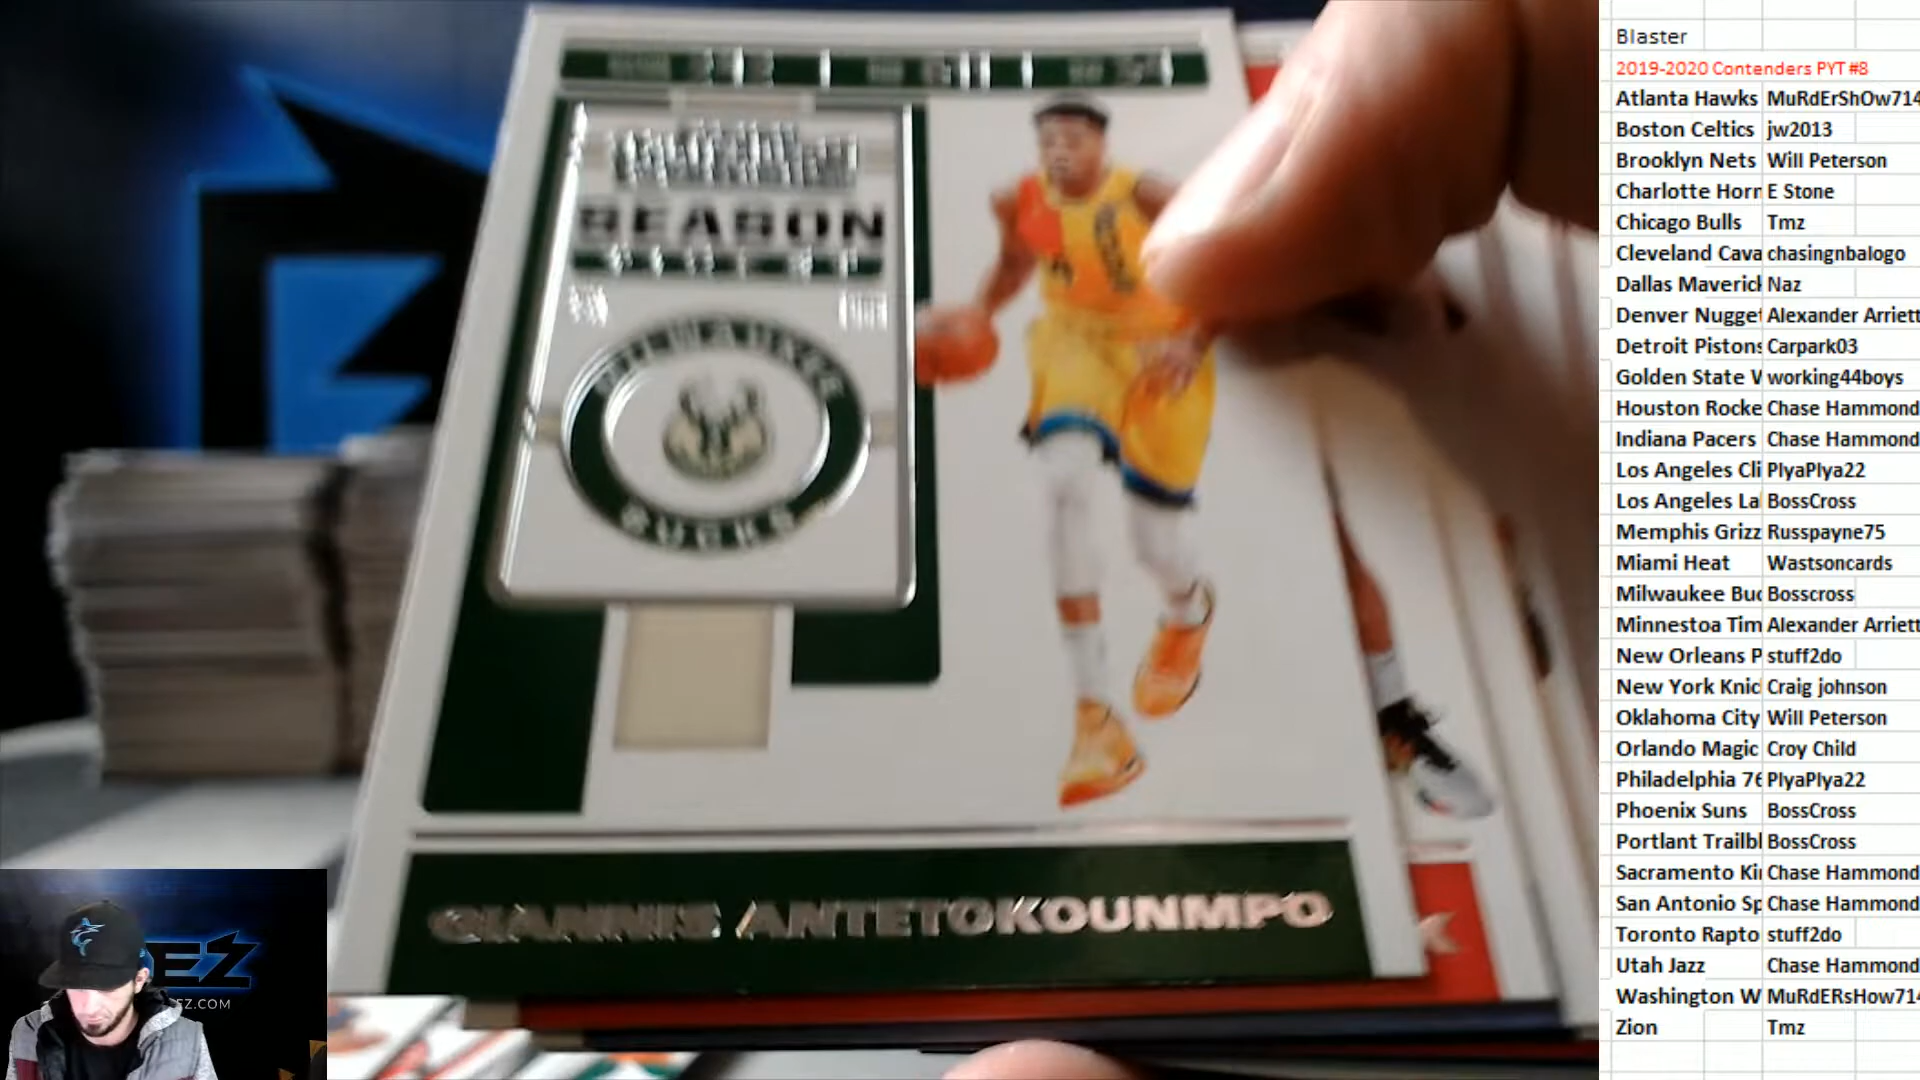 SEASON
MILWAUKEE
BUCKS
GIANNIS ANTETOKOUNMPO
EZ
EZ.COM
Blaster
2019-2020 Contenders PYT #8
Atlanta Hawks MuRdErShOw714
Boston Celtics jw2013
Brooklyn Nets Will Peterson
Charlotte Horn E Stone
Chicago Bulls Tmz
Cleveland Cava chasingnbalogo
Dallas Maverick Naz
Denver Nugget Alexander Arriett
Detroit Pistons Carpark03
Golden State W working44boys
Houston Rocke Chase Hammond
Indiana Pacers Chase Hammond
Los Angeles Cli PlyaPlya22
Los Angeles La BossCross
Memphis Grizz Russpayne75
Miami Heat Wastsoncards
Milwaukee Buc Bosscross
Minnestoa Tim Alexander Arriett
New Orleans P stuff2do
New York Knic Craig johnson
Oklahoma City Will Peterson
Orlando Magic Croy Child
Philadelphia 76 PlyaPlya22
Phoenix Suns BossCross
Portlant Trailbl BossCross
Sacramento Ki Chase Hammond
San Antonio Sp Chase Hammond
Toronto Rapto stuff2do
Utah Jazz Chase Hammond
Washington W MuRdERsHow714
Zion Tmz